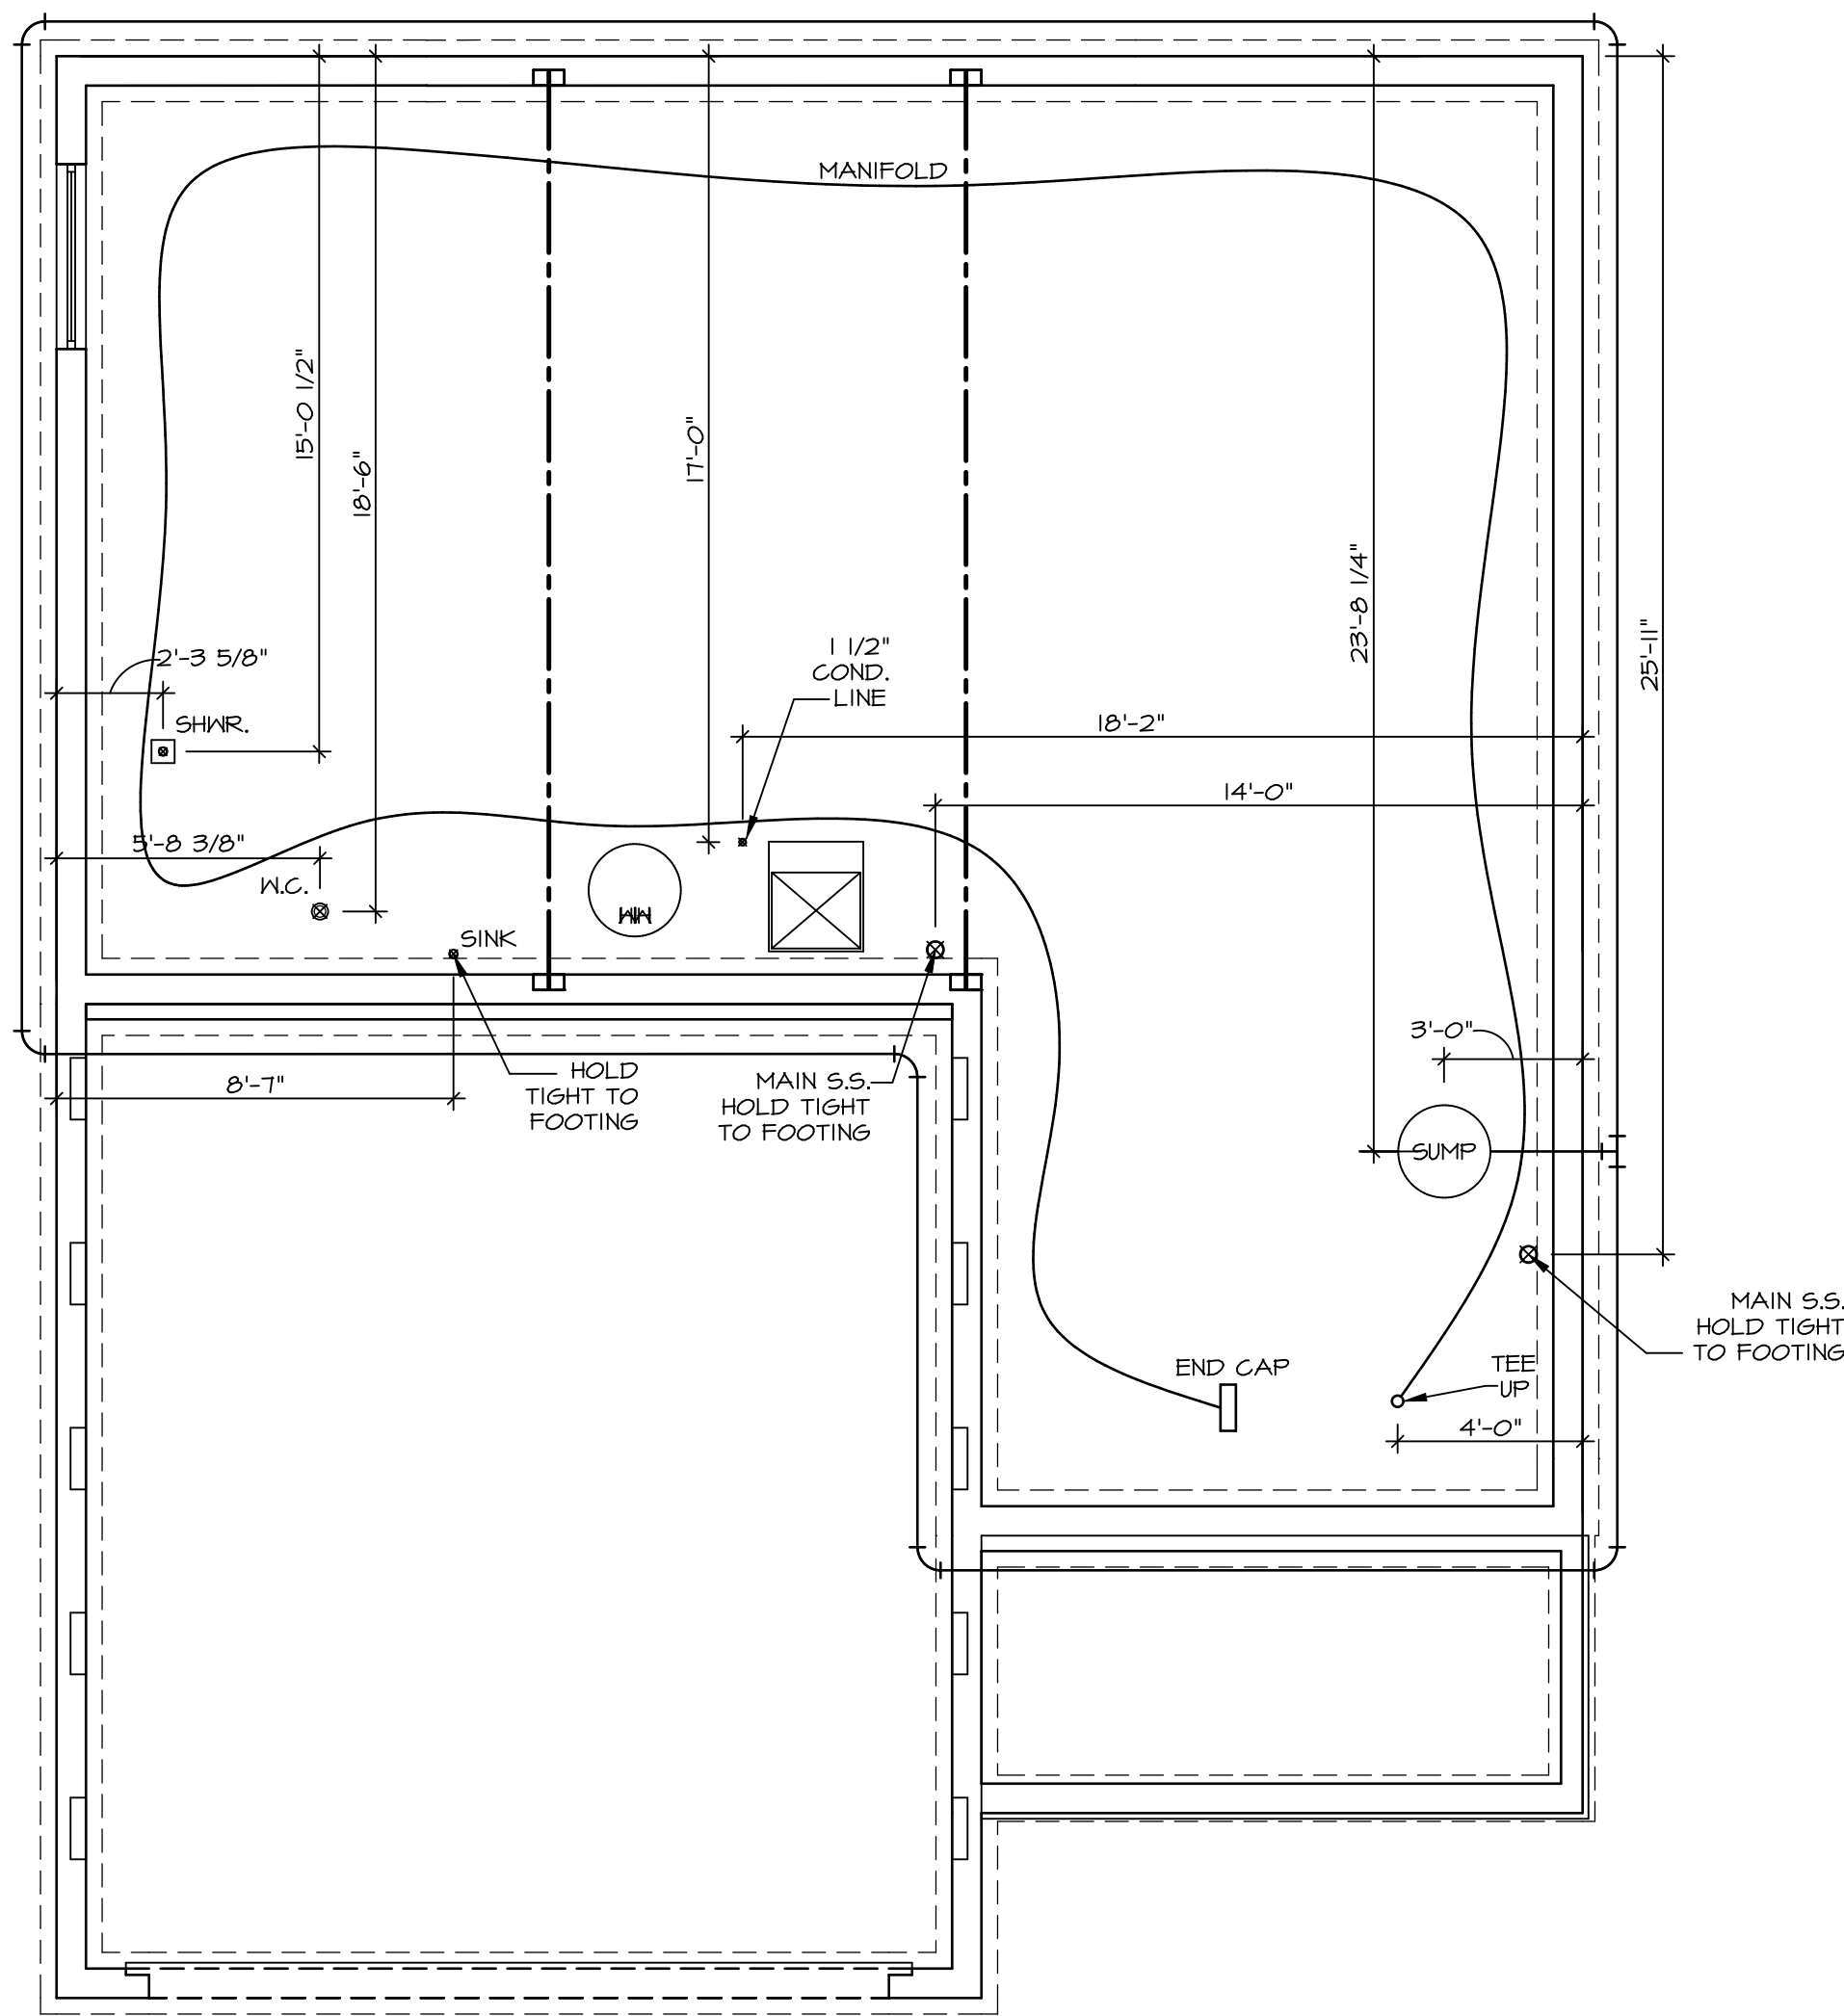 MANIFOLD
15'-0 1/2"
18'-6"
17'-0"
23'-8 1/4"
25'-11"
2'-3 5/8"
SHWR.
1 1/2"
COND.
LINE
18'-2"
14'-0"
5'-8 3/8"
W.C.
SINK
HW
8'-7"
HOLD
TIGHT TO
FOOTING
MAIN S.S.
HOLD TIGHT
TO FOOTING
3'-0"
SUMP
MAIN S.S.
HOLD TIGHT
TO FOOTING
END CAP
TEE
UP
4'-0"